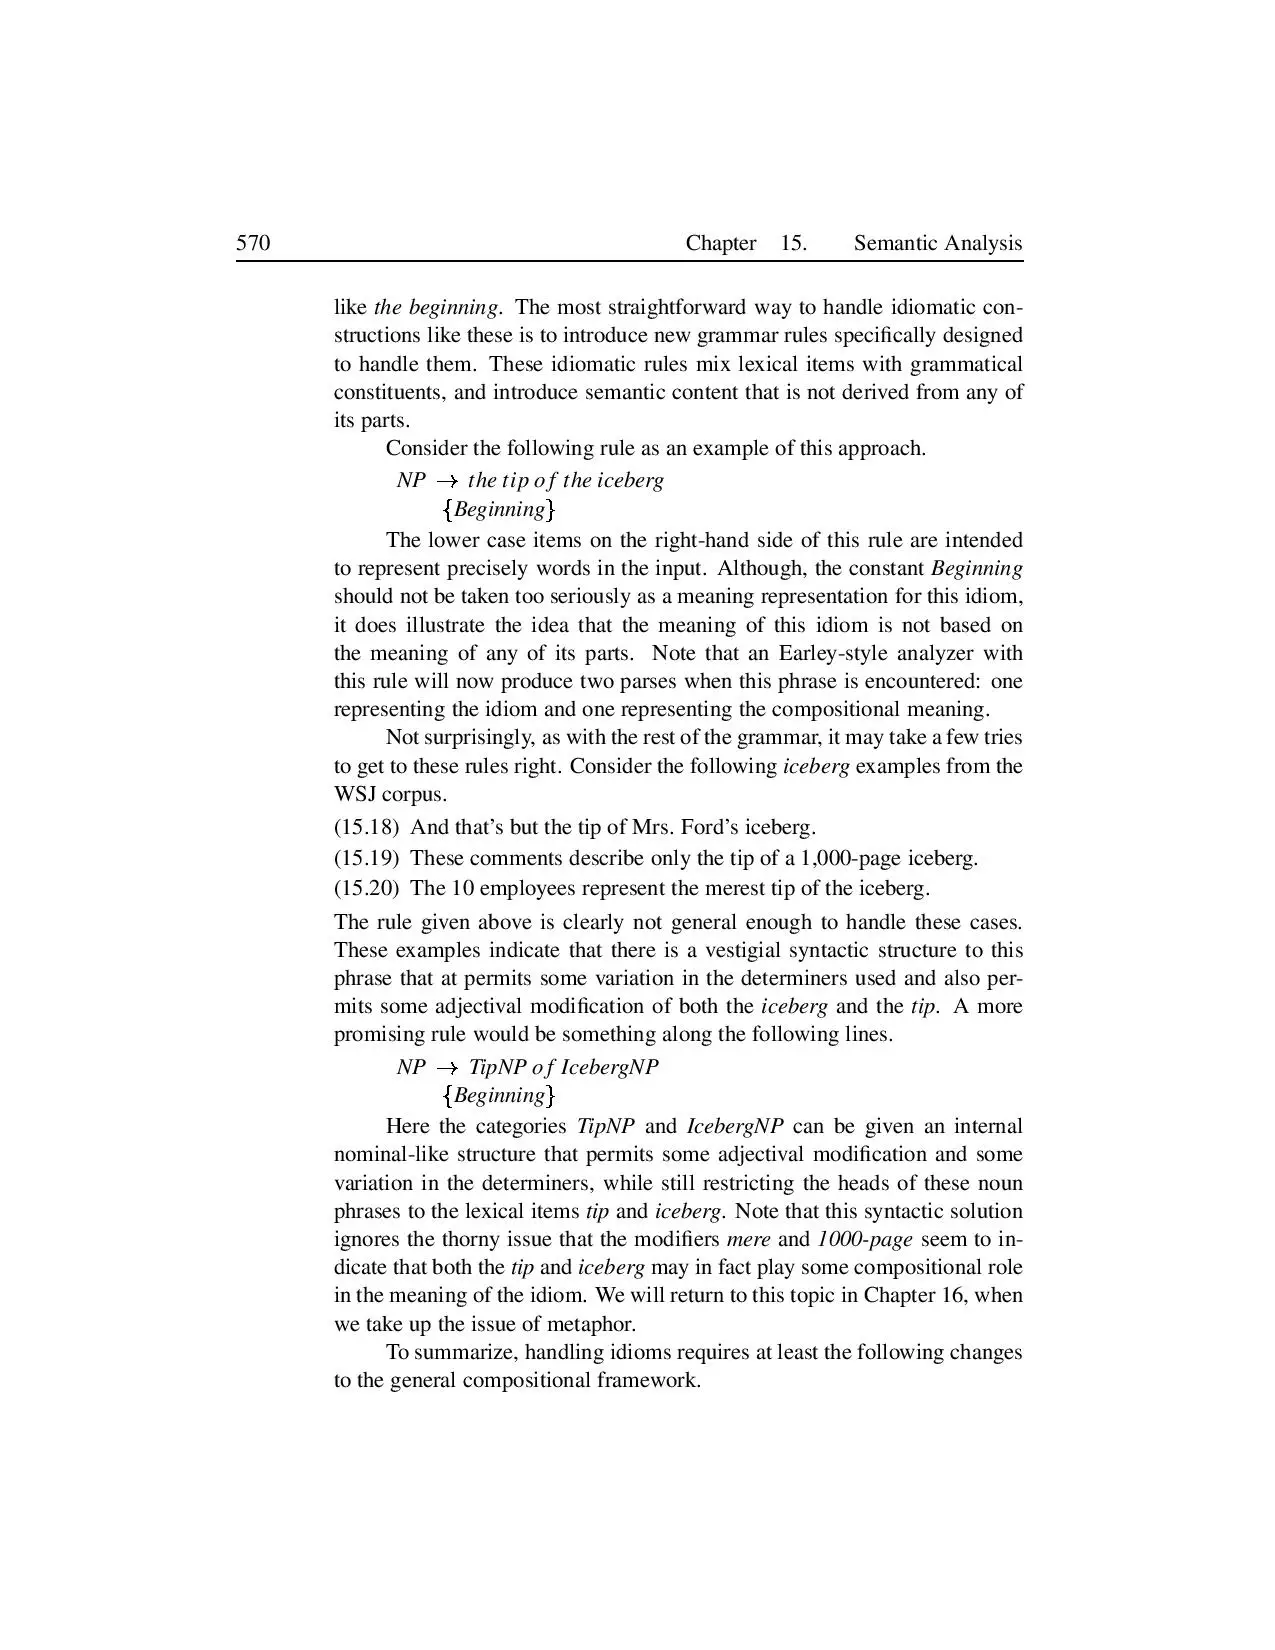 570 Chapter 15. Semantic Analysis
like the beginning. The most straightforward way to handle idiomatic con-
structions like these is to introduce new grammar rules specifically designed
to handle them. These idiomatic rules mix lexical items with grammatical
constituents, and introduce semantic content that is not derived from any of
its parts.
Consider the following rule as an example of this approach.
NP → the tip of the iceberg
{Beginning}
The lower case items on the right-hand side of this rule are intended
to represent precisely words in the input. Although, the constant Beginning
should not be taken too seriously as a meaning representation for this idiom,
it does illustrate the idea that the meaning of this idiom is not based on
the meaning of any of its parts. Note that an Earley-style analyzer with
this rule will now produce two parses when this phrase is encountered: one
representing the idiom and one representing the compositional meaning.
Not surprisingly, as with the rest of the grammar, it may take a few tries
to get to these rules right. Consider the following iceberg examples from the
WSJ corpus.
(15.18) And that's but the tip of Mrs. Ford's iceberg.
(15.19) These comments describe only the tip of a 1,000-page iceberg.
(15.20) The 10 employees represent the merest tip of the iceberg.
The rule given above is clearly not general enough to handle these cases.
These examples indicate that there is a vestigial syntactic structure to this
phrase that at permits some variation in the determiners used and also per-
mits some adjectival modification of both the iceberg and the tip. A more
promising rule would be something along the following lines.
NP → TipNP of IcebergNP
{Beginning}
Here the categories TipNP and IcebergNP can be given an internal
nominal-like structure that permits some adjectival modification and some
variation in the determiners, while still restricting the heads of these noun
phrases to the lexical items tip and iceberg. Note that this syntactic solution
ignores the thorny issue that the modifiers mere and 1000-page seem to in-
dicate that both the tip and iceberg may in fact play some compositional role
in the meaning of the idiom. We will return to this topic in Chapter 16, when
we take up the issue of metaphor.
To summarize, handling idioms requires at least the following changes
to the general compositional framework.